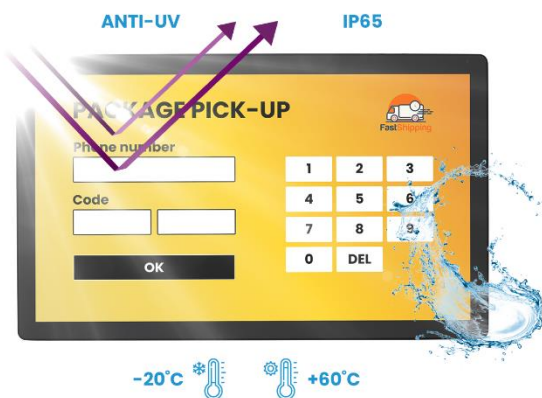 ANTI-UV
IP65
PACKAGE PICK-UP
FastShipping
Phone number
Code
OK
1 2 3
4 5 6
7 8 9
0 DEL
-20°C
+60°C